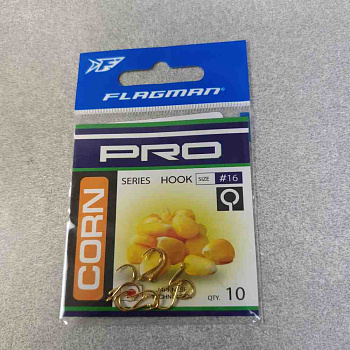 FLAGMAN
PRO
CORN
SERIES HOOK SIZE #16
QTY. 10